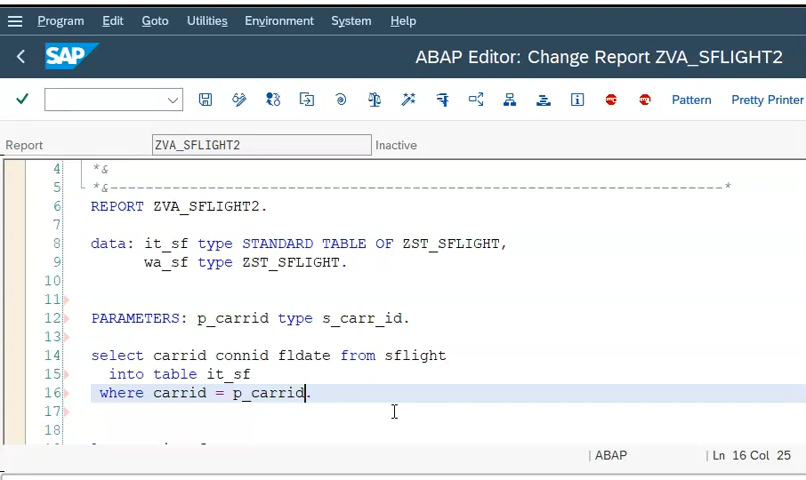 Program Edit Goto Utilities Environment System Help
SAP ABAP Editor: Change Report ZVA_SFLIGHT2
Pattern Pretty Printer
Report ZVA_SFLIGHT2 Inactive
4 *&
5 *&---------------------------------------------------------------------*
6 REPORT ZVA_SFLIGHT2.
7
8 data: it_sf type STANDARD TABLE OF ZST_SFLIGHT,
9 wa_sf type ZST_SFLIGHT.
10
11
12 PARAMETERS: p_carrid type s_carr_id.
13
14 select carrid connid fldate from sflight
15 into table it_sf
16 where carrid = p_carrid.
17
18
ABAP Ln 16 Col 25